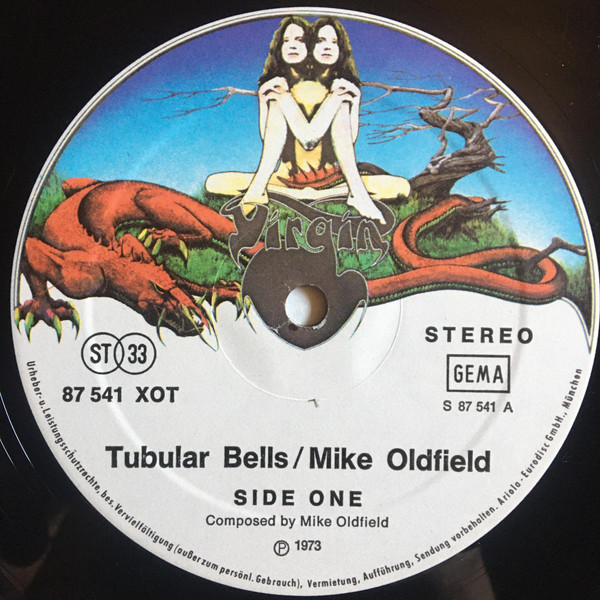 Virgin
ST 33
STEREO
GEMA
87 541 XOT
S 87 541 A
Tubular Bells / Mike Oldfield
SIDE ONE
Composed by Mike Oldfield
Ⓟ 1973
Urheber- u. Leistungsschutzrechte, bes. Vervielfältigung (außer zum persönl. Gebrauch), Vermietung, Aufführung, Sendung vorbehalten. Ariola-Eurodisc GmbH., München